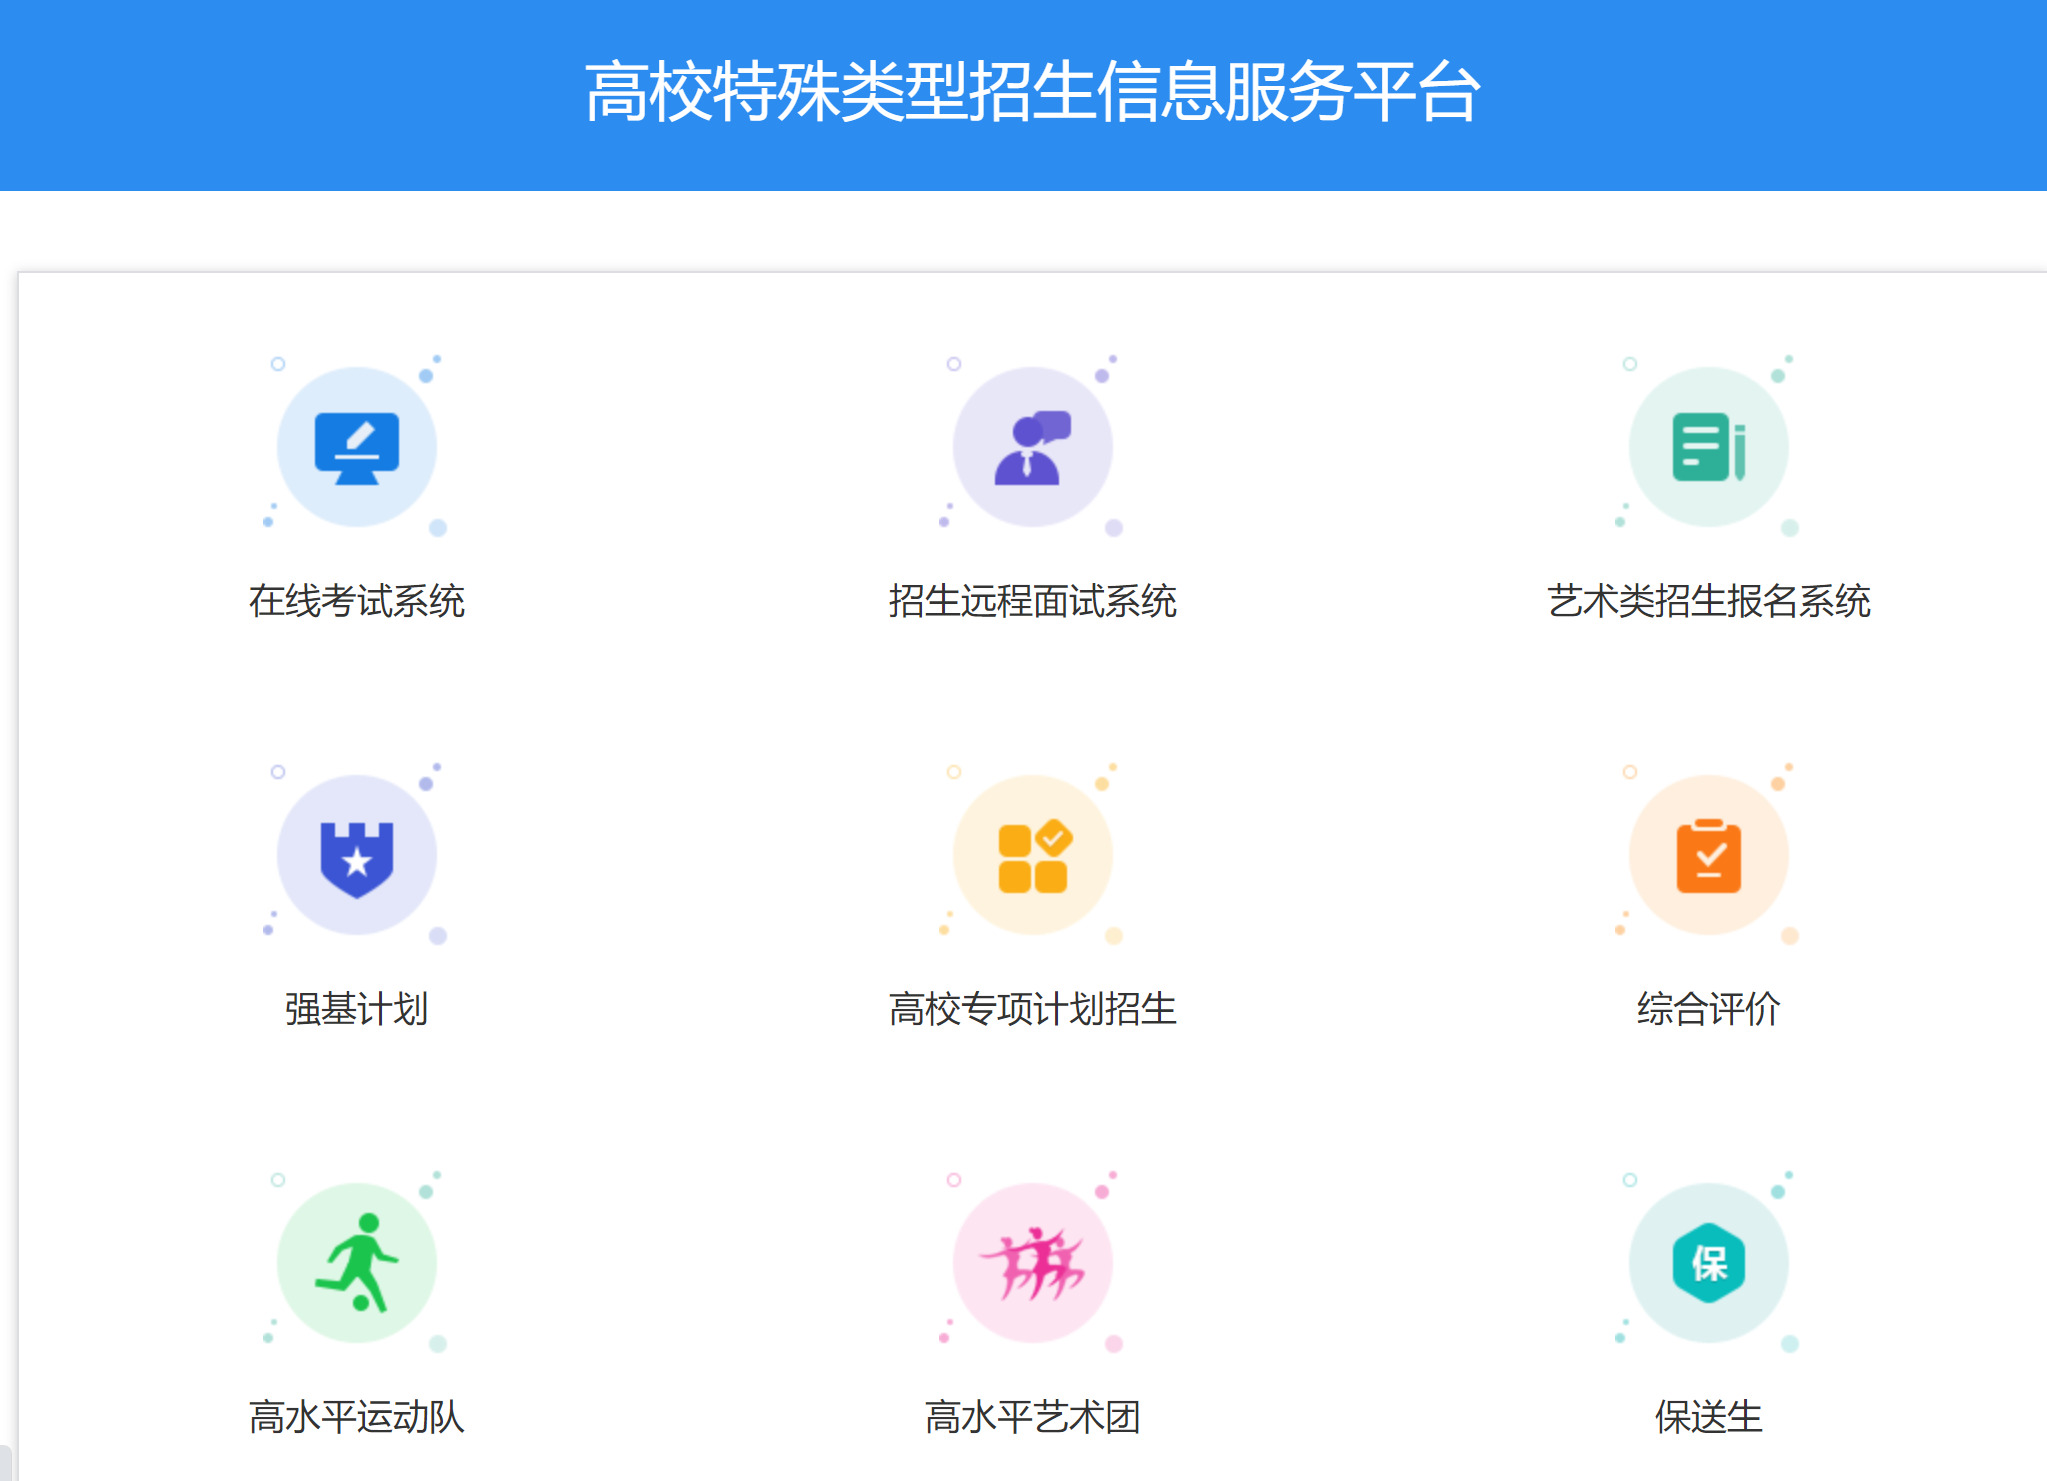 高校特殊类型招生信息服务平台
在线考试系统
招生远程面试系统
艺术类招生报名系统
强基计划
高校专项计划招生
综合评价
高水平运动队
高水平艺术团
保
保送生